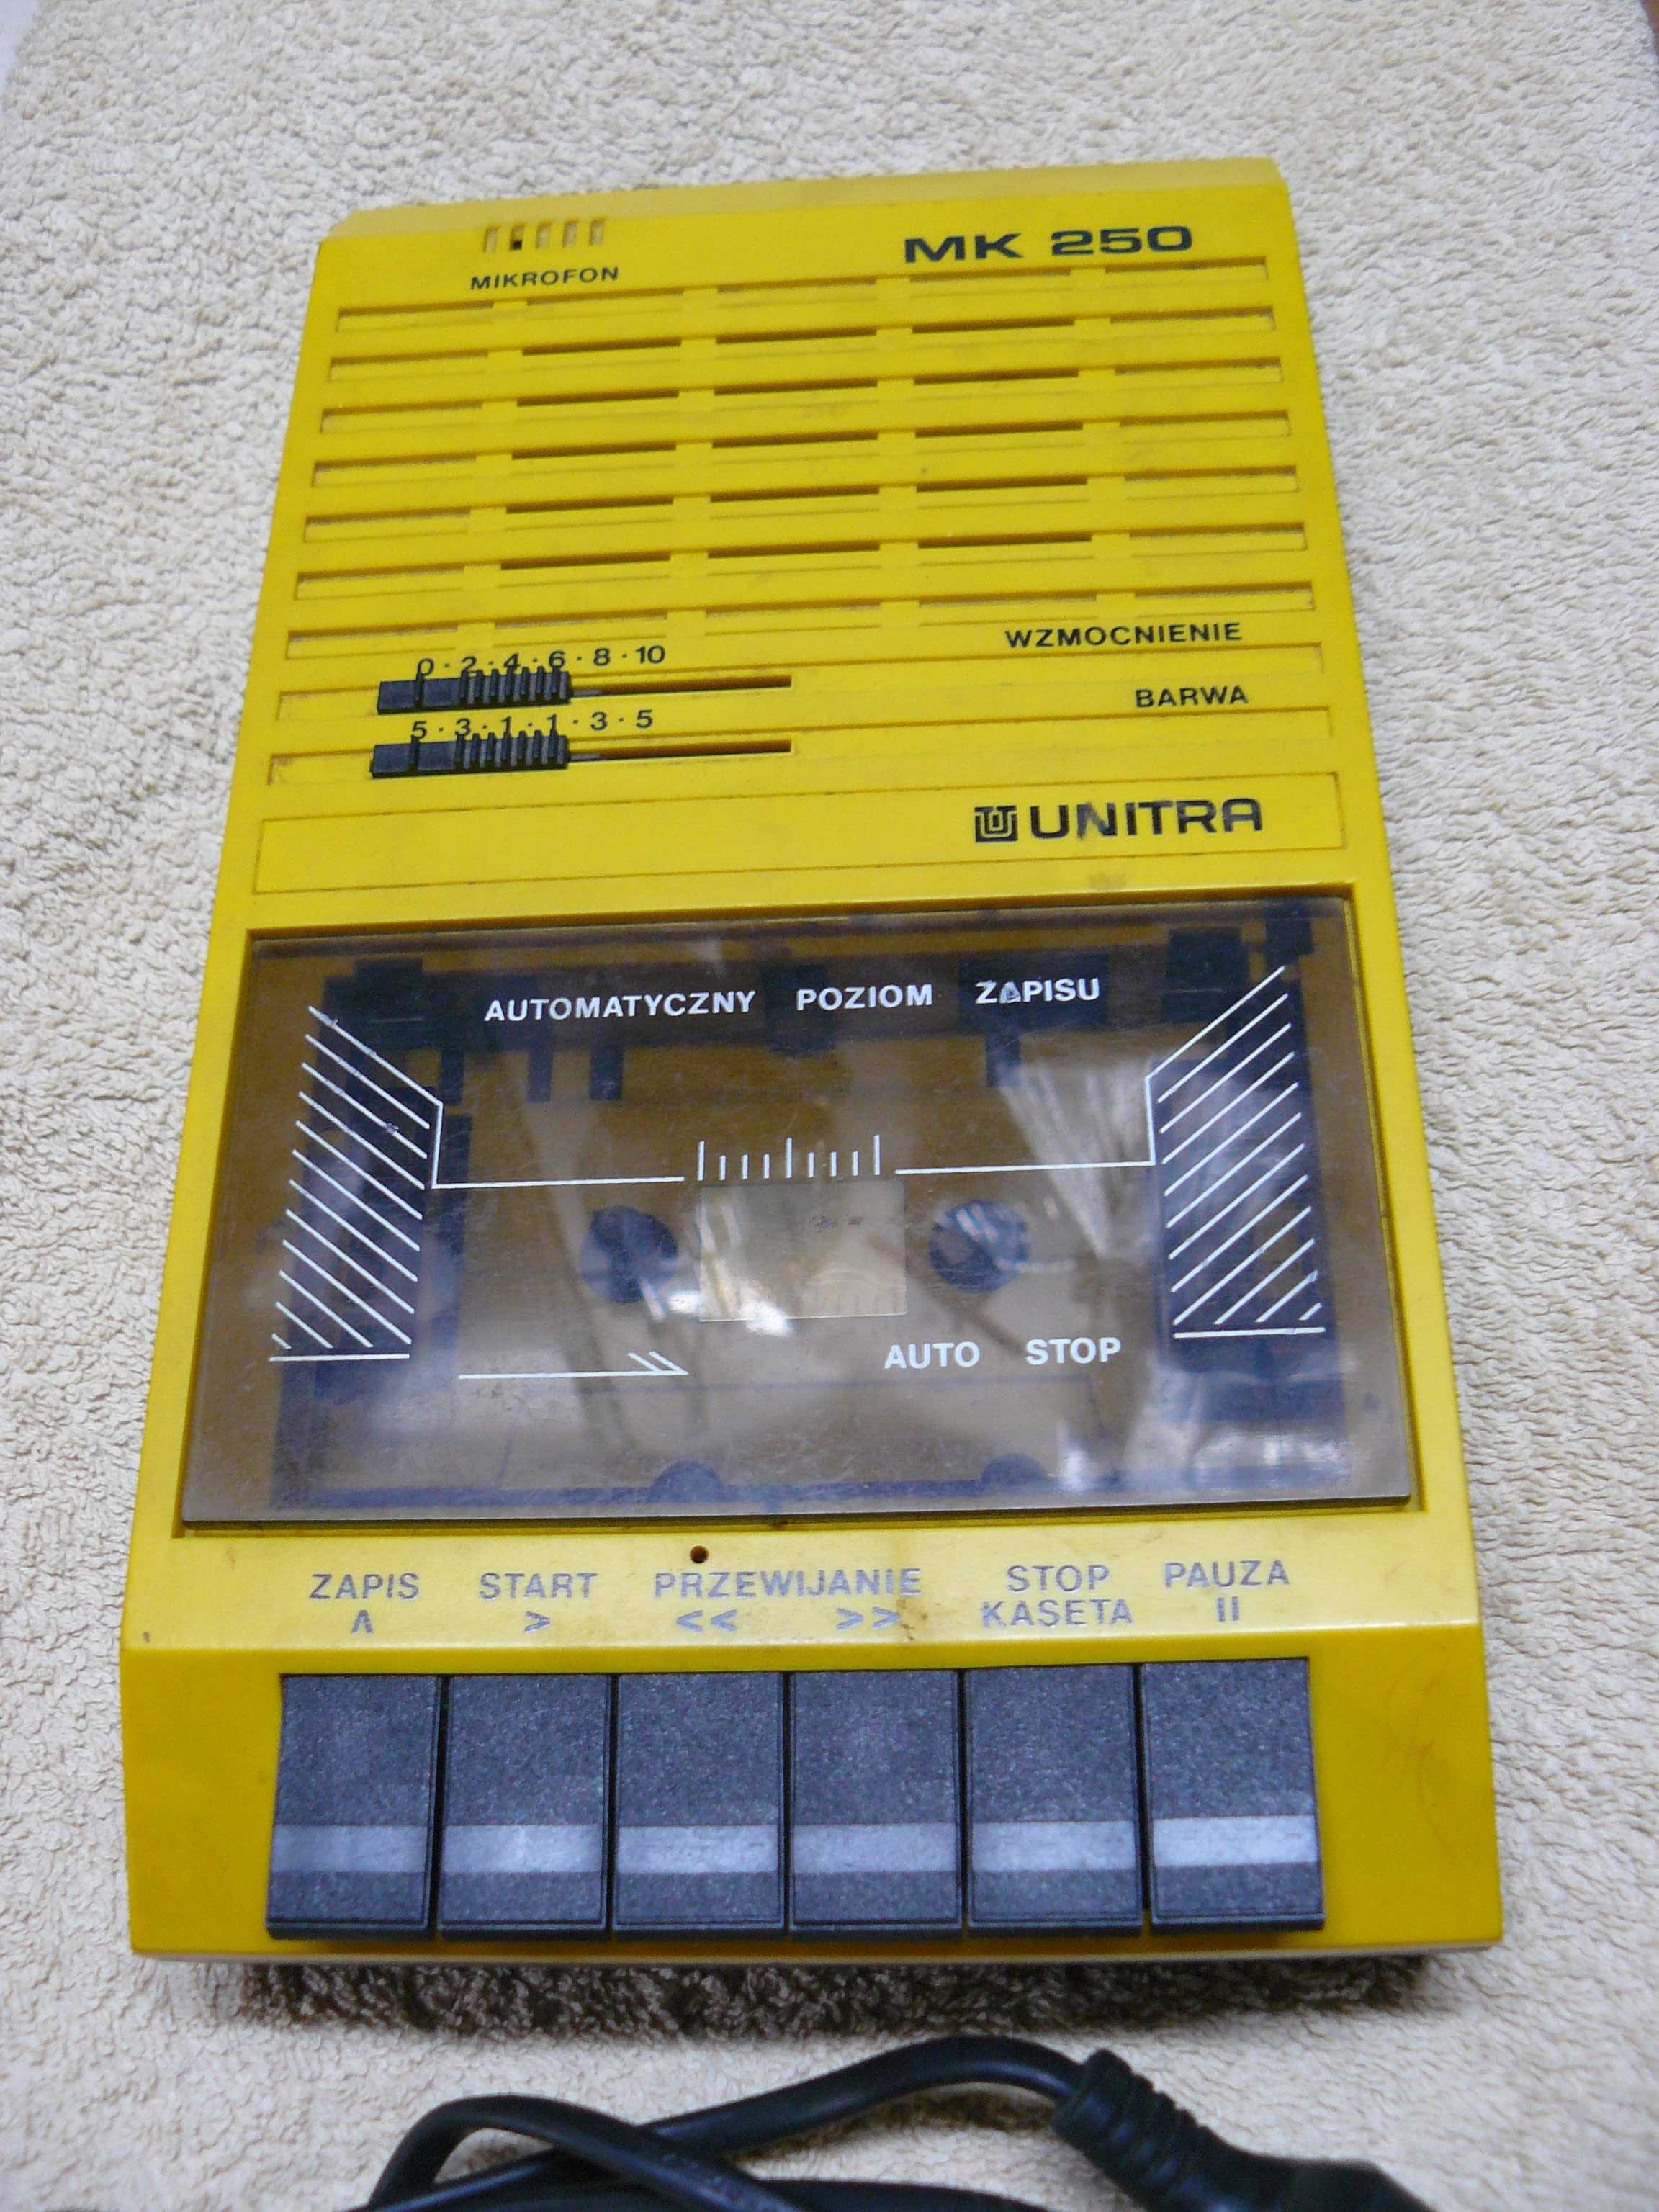 MK 250
MIKROFON
WZMOCNIENIE
0 · 2 · 4 · 6 · 8 · 10
BARWA
5 · 3 · 1 · 1 · 3 · 5
UNITRA
AUTOMATYCZNY POZIOM ZAPISU
AUTO STOP
ZAPIS START PRZEWIJANIE STOP PAUZA
Λ > << >> KASETA II